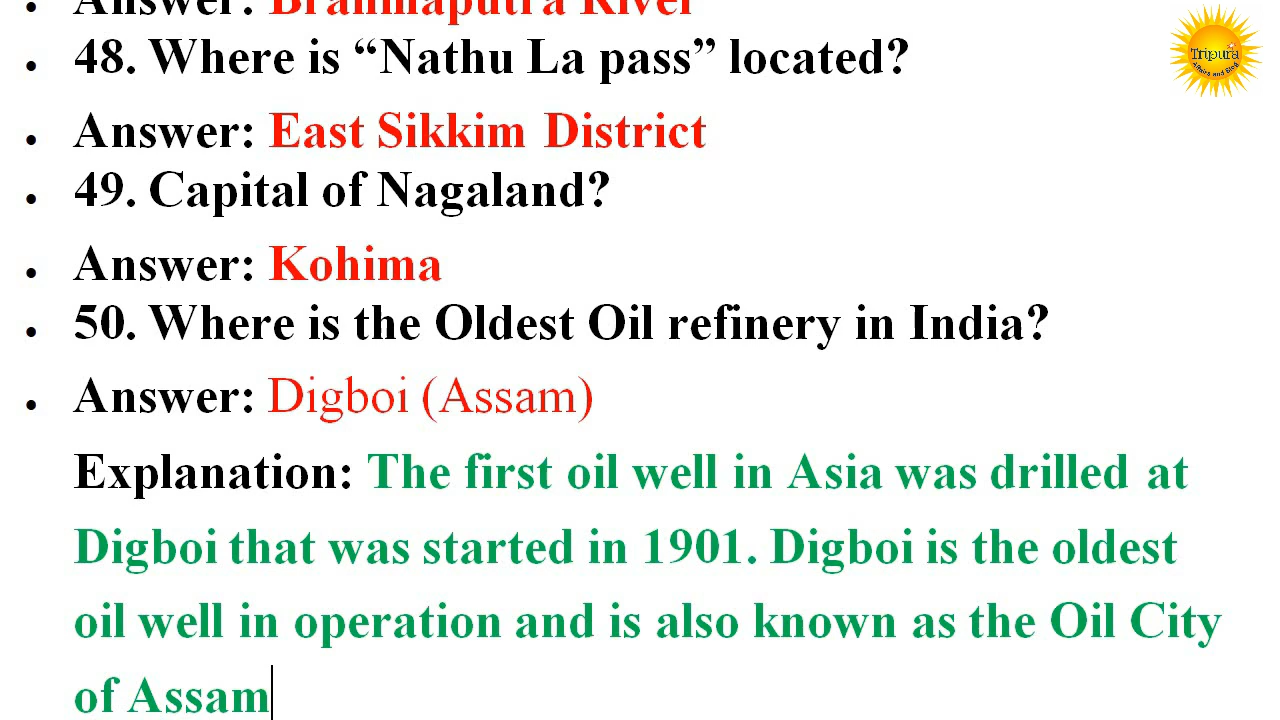 Answer: Brahmaputra River
48. Where is “Nathu La pass” located?
Answer: East Sikkim District
49. Capital of Nagaland?
Answer: Kohima
50. Where is the Oldest Oil refinery in India?
Answer: Digboi (Assam)
Explanation: The first oil well in Asia was drilled at
Digboi that was started in 1901. Digboi is the oldest
oil well in operation and is also known as the Oil City
of Assam
Tripura